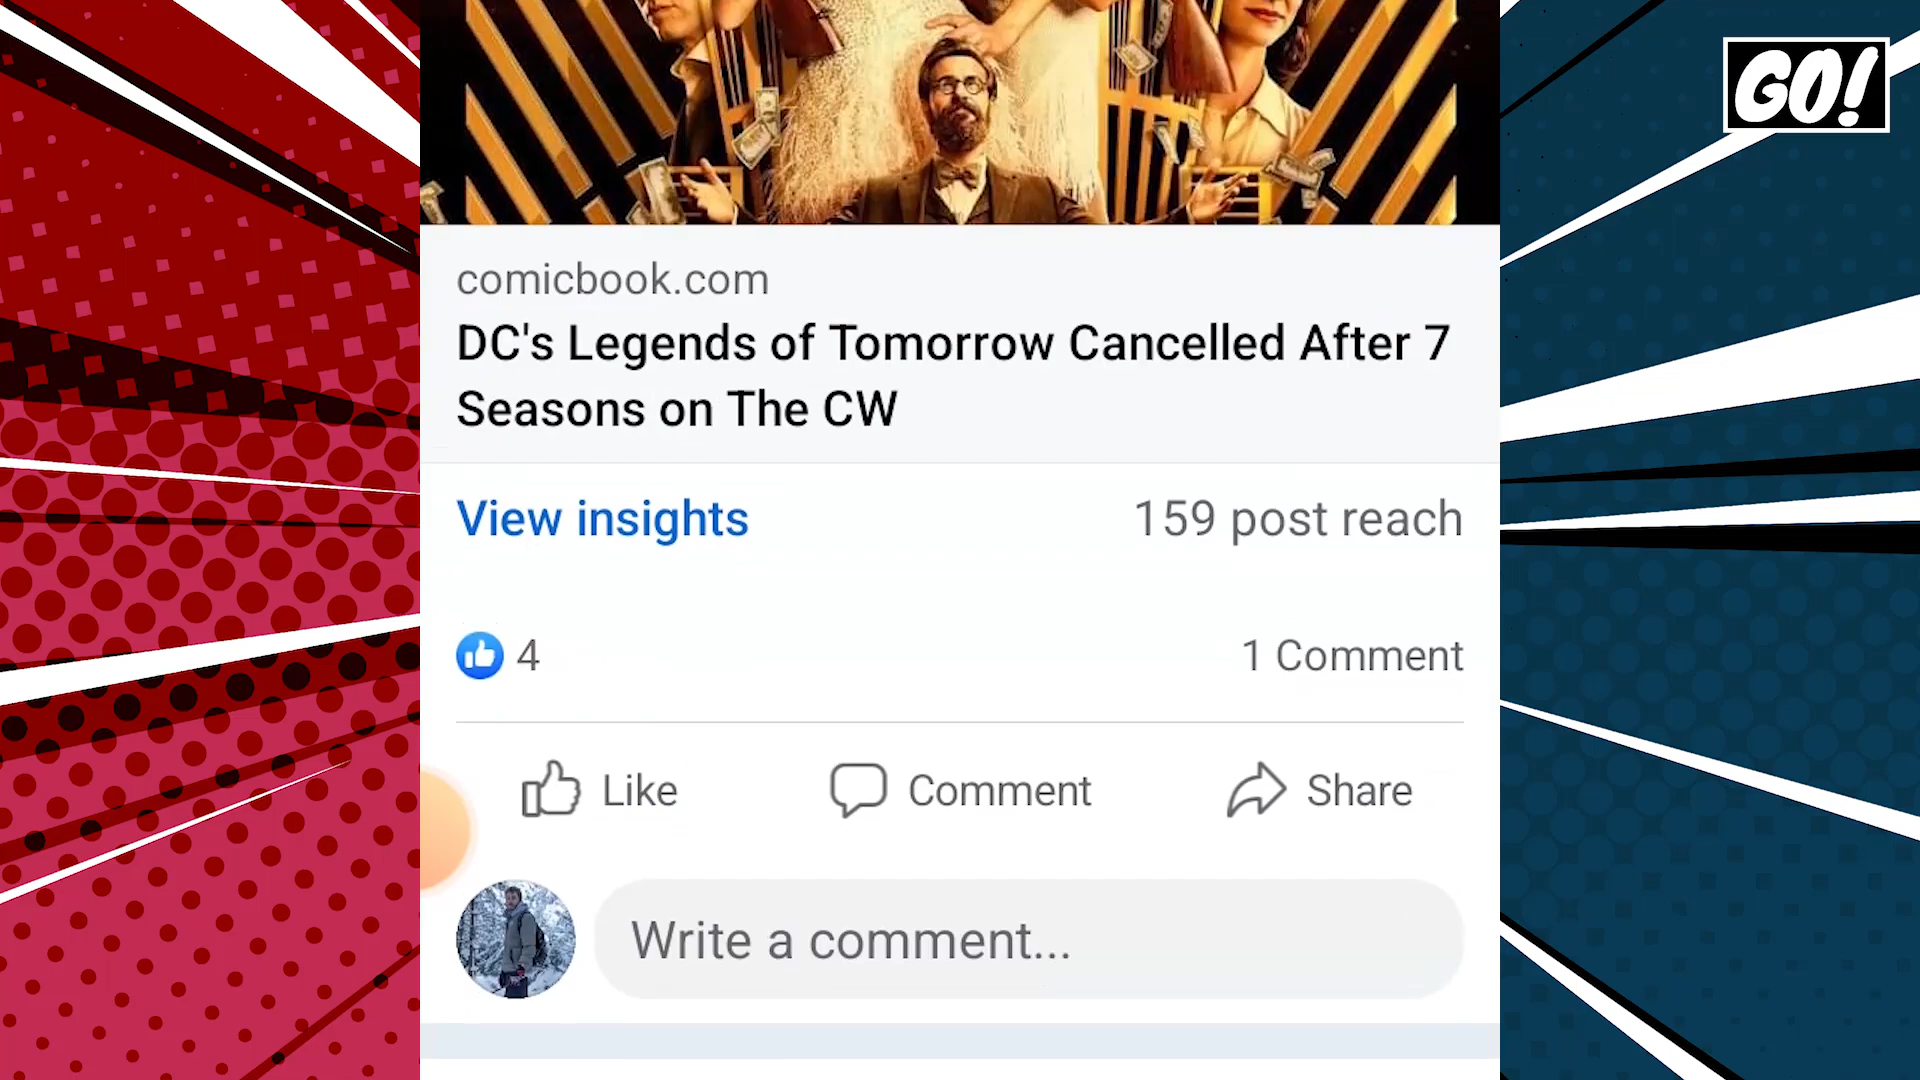 GO!
comicbook.com
DC's Legends of Tomorrow Cancelled After 7
Seasons on The CW
View insights 159 post reach
4 1 Comment
Like Comment Share
Write a comment...